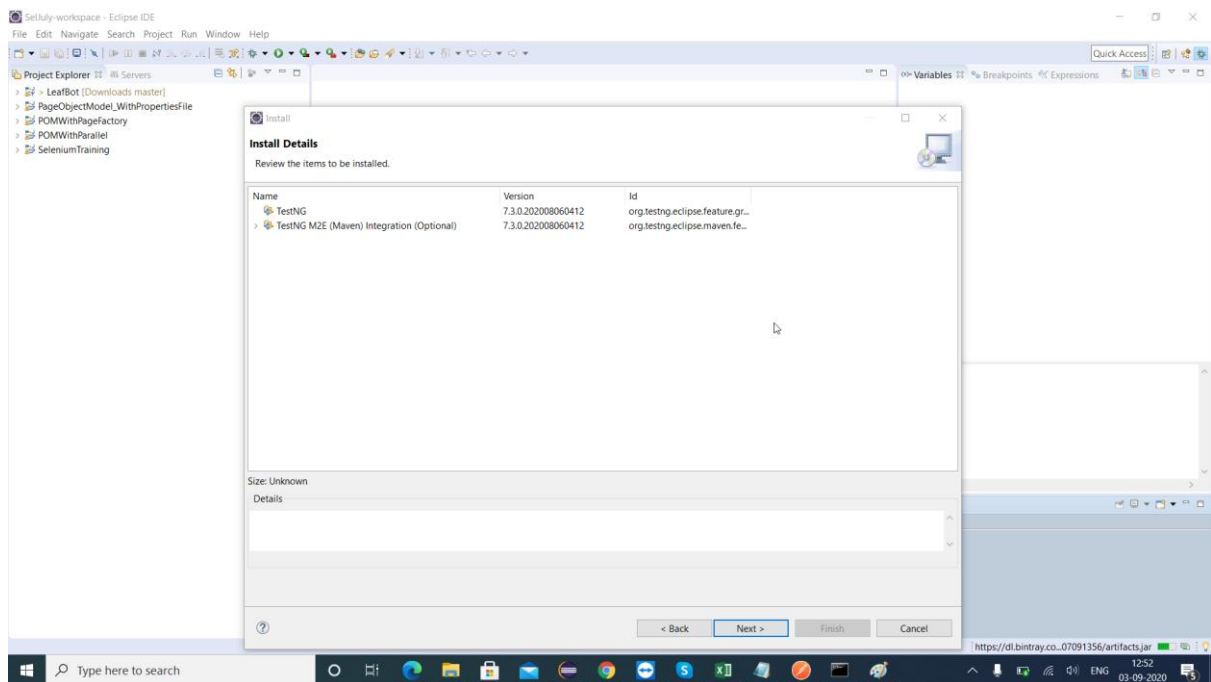 SelJuly-workspace - Eclipse IDE
File Edit Navigate Search Project Run Window Help
Quick Access
Project Explorer Servers
Variables Breakpoints Expressions
> LeafBot [Downloads master]
PageObjectModel_WithPropertiesFile
POMWithPageFactory
POMWithParallel
SeleniumTraining
Install
Install Details
Review the items to be installed.
Name Version Id
TestNG 7.3.0.202008060412 org.testng.eclipse.feature.gr...
TestNG M2E (Maven) Integration (Optional) 7.3.0.202008060412 org.testng.eclipse.maven.fe...
Size: Unknown
Details
< Back Next > Finish Cancel
https://dl.bintray.co...07091356/artifacts.jar
Type here to search
ENG
12:52
03-09-2020